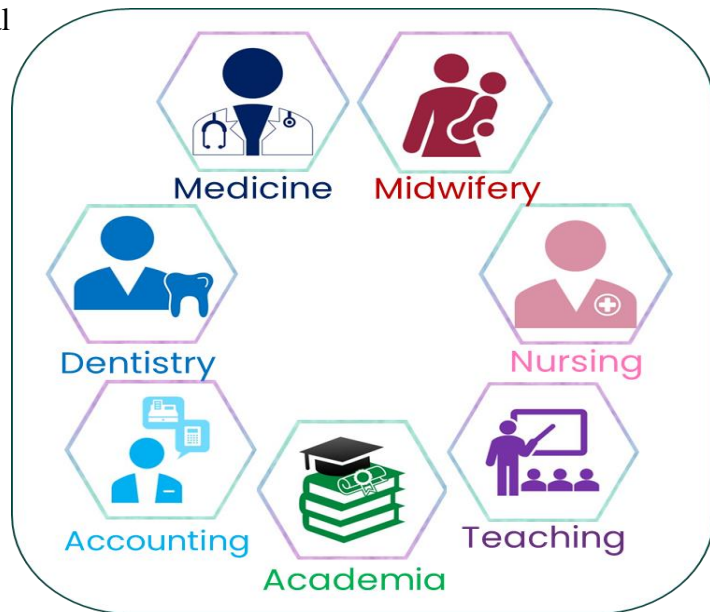 Medicine
Midwifery
Dentistry
Nursing
Accounting
Teaching
Academia